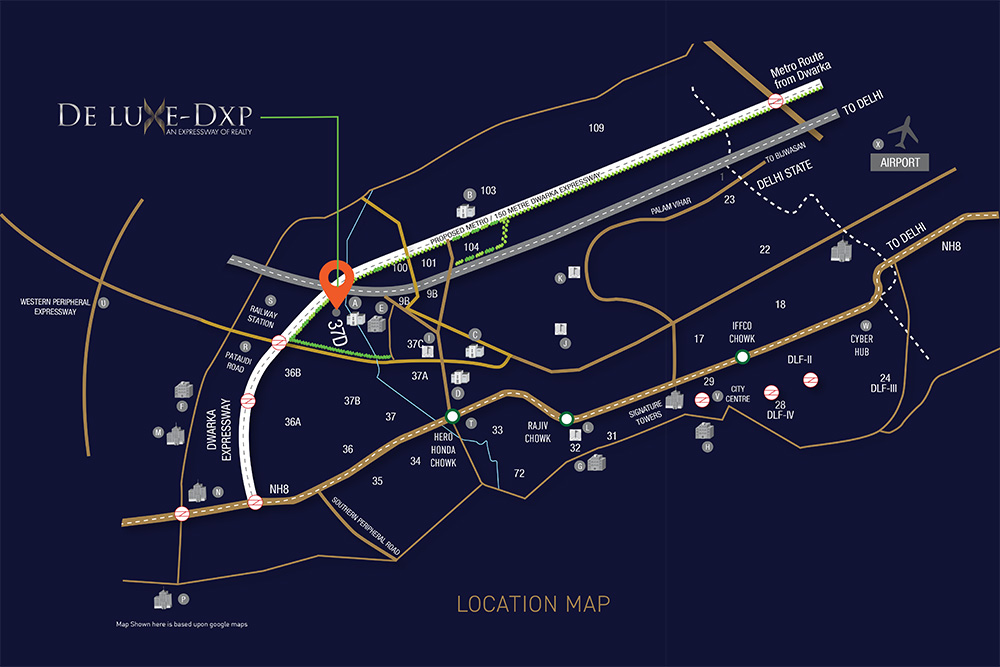 DE LUXE-DXP
AN EXPRESSWAY OF REALTY
Metro Route
from Dwarka
TO DELHI
109
X
AIRPORT
TO BIJWASAN
DELHI STATE
B
103
PROPOSED METRO / 150 METRE DWARKA EXPRESSWAY
PALAM VIHAR
23
TO DELHI
NH8
104
22
101
100
K
WESTERN PERIPHERAL
EXPRESSWAY
U
S
RAILWAY
STATION
A
E
9B
9B
18
37D
IFFCO
CHOWK
W
CYBER
HUB
R
PATAUDI
ROAD
37C
I
C
J
17
DLF-II
36B
37A
D
29
V
CITY
CENTRE
24
DLF-III
F
37B
28
DLF-IV
DWARKA
EXPRESSWAY
36A
37
T
SIGNATURE
TOWERS
M
HERO
HONDA
CHOWK
33
RAJIV
CHOWK
L
31
32
H
36
34
G
72
35
N
NH8
SOUTHERN PERIPHERAL ROAD
P
LOCATION MAP
Map Shown here is based upon google maps